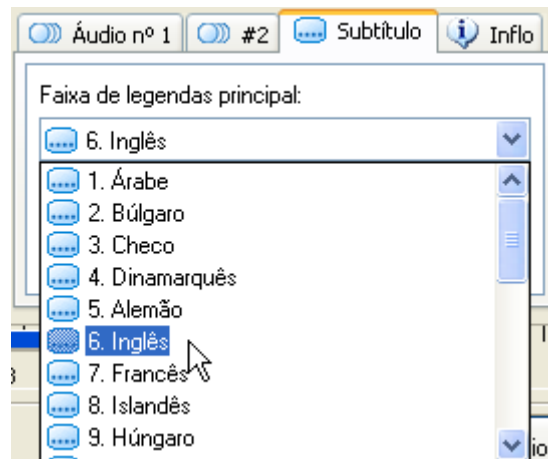 Áudio nº 1 #2 Subtítulo Inflo
Faixa de legendas principal:
6. Inglês
1. Árabe
2. Búlgaro
3. Checo
4. Dinamarquês
5. Alemão
6. Inglês
7. Francês
8. Islandês
9. Húngaro
io